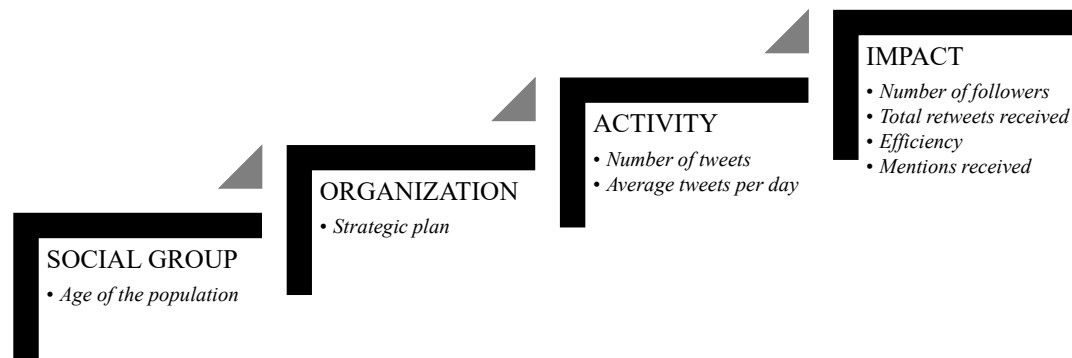 SOCIAL GROUP
• Age of the population
ORGANIZATION
• Strategic plan
ACTIVITY
• Number of tweets
• Average tweets per day
IMPACT
• Number of followers
• Total retweets received
• Efficiency
• Mentions received